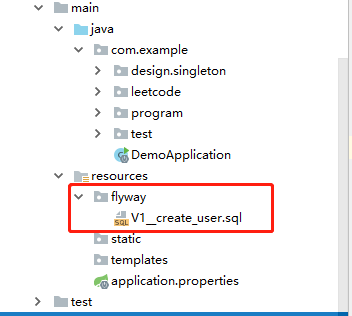 main
java
com.example
design.singleton
leetcode
program
test
DemoApplication
resources
flyway
SQL V1__create_user.sql
static
templates
application.properties
test